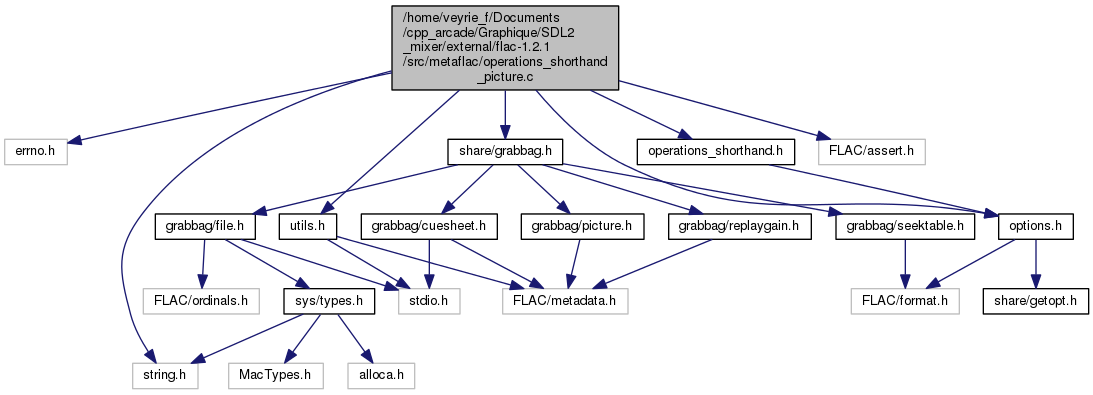 /home/veyrie_f/Documents
/cpp_arcade/Graphique/SDL2
_mixer/external/flac-1.2.1
/src/metaflac/operations_shorthand
_picture.c
errno.h
share/grabbag.h
operations_shorthand.h
FLAC/assert.h
grabbag/file.h
utils.h
grabbag/cuesheet.h
grabbag/picture.h
grabbag/replaygain.h
grabbag/seektable.h
options.h
FLAC/ordinals.h
sys/types.h
stdio.h
FLAC/metadata.h
FLAC/format.h
share/getopt.h
string.h
MacTypes.h
alloca.h